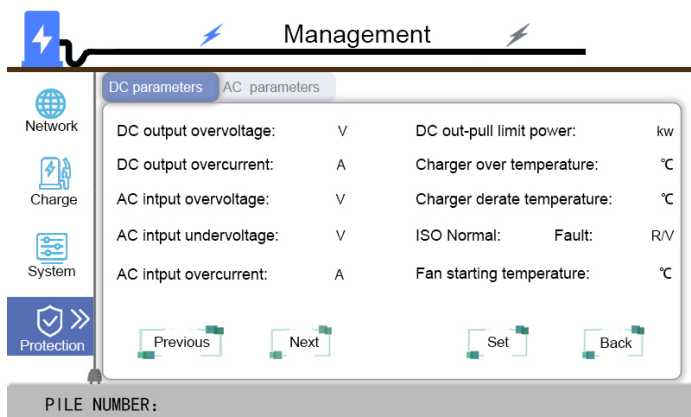 Management
DC parameters AC parameters
Network
Charge
System
Protection
DC output overvoltage: V DC out-pull limit power: kw
DC output overcurrent: A Charger over temperature: ℃
AC intput overvoltage: V Charger derate temperature: ℃
AC intput undervoltage: V ISO Normal: Fault: R/V
AC intput overcurrent: A Fan starting temperature: ℃
Previous Next Set Back
PILE NUMBER: